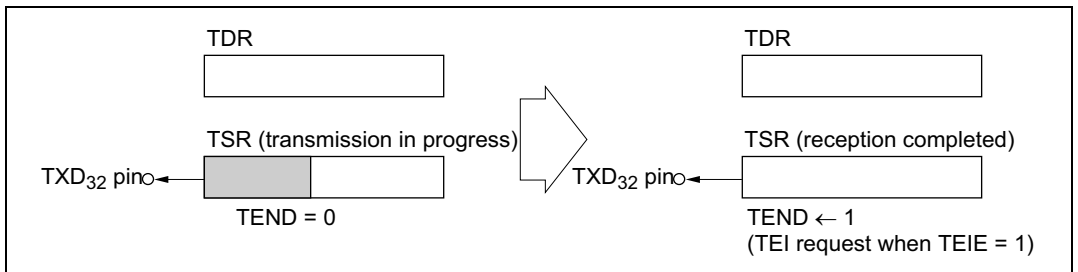 TDR
TSR (transmission in progress)
TXD32 pin
TEND = 0
TDR
TSR (reception completed)
TXD32 pin
TEND ← 1
(TEI request when TEIE = 1)